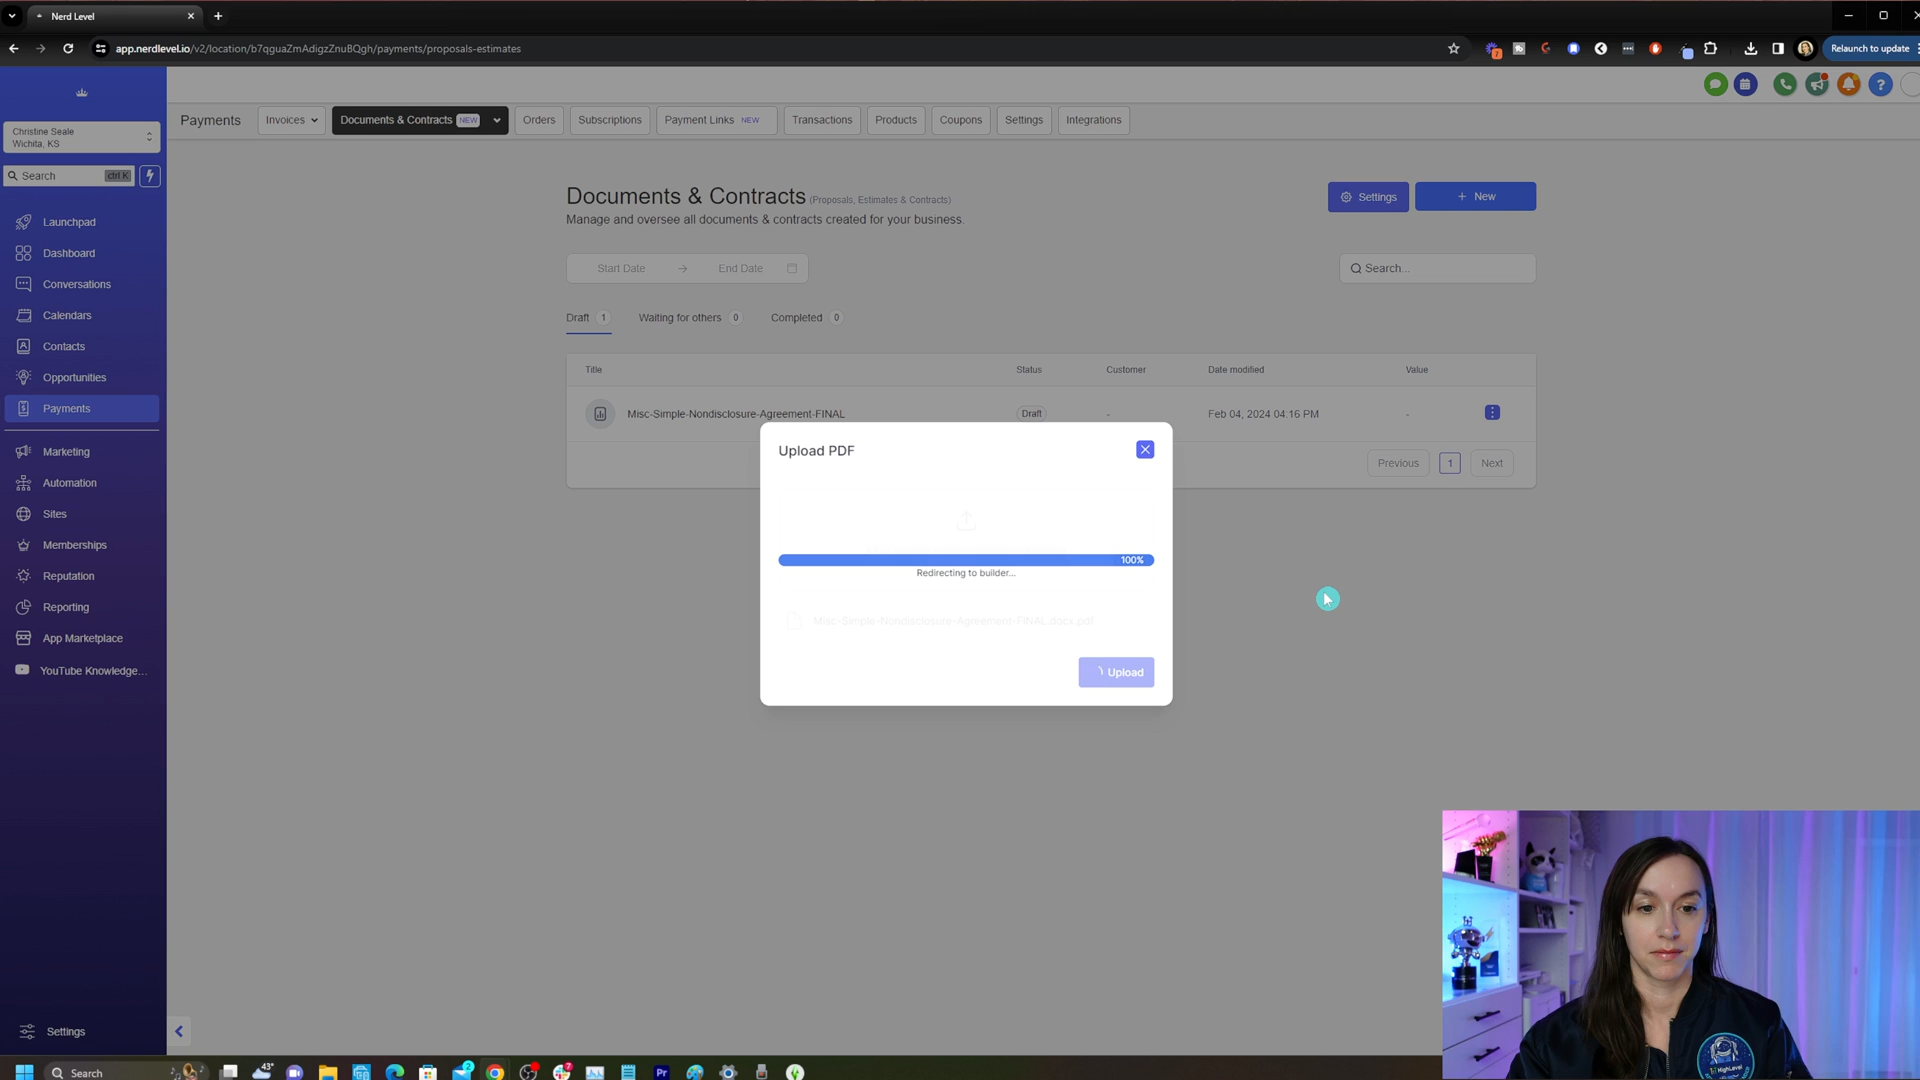 Nerd Level
app.nerdlevel.io/v2/location/b7qguaZmAdigzZnuBQgh/payments/proposals-estimates
7
Relaunch to update
Christine Seale
Wichita, KS
Search
ctrl K
Launchpad
Dashboard
Conversations
Calendars
Contacts
Opportunities
Payments
Marketing
Automation
Sites
Memberships
Reputation
Reporting
App Marketplace
YouTube Knowledge...
Settings
Payments
Invoices
Documents & Contracts NEW
Orders
Subscriptions
Payment Links NEW
Transactions
Products
Coupons
Settings
Integrations
Documents & Contracts (Proposals, Estimates & Contracts)
Manage and oversee all documents & contracts created for your business.
Settings
+ New
Start Date → End Date
Search...
Draft 1
Waiting for others 0
Completed 0
Title Status Customer Date modified Value
Misc-Simple-Nondisclosure-Agreement-FINAL Draft - Feb 04, 2024 04:16 PM -
Previous 1 Next
Upload PDF
100%
Redirecting to builder...
Misc-Simple-Nondisclosure-Agreement-FINAL.docx.pdf
Upload
HighLevel
Search
43°
2
7
Pr